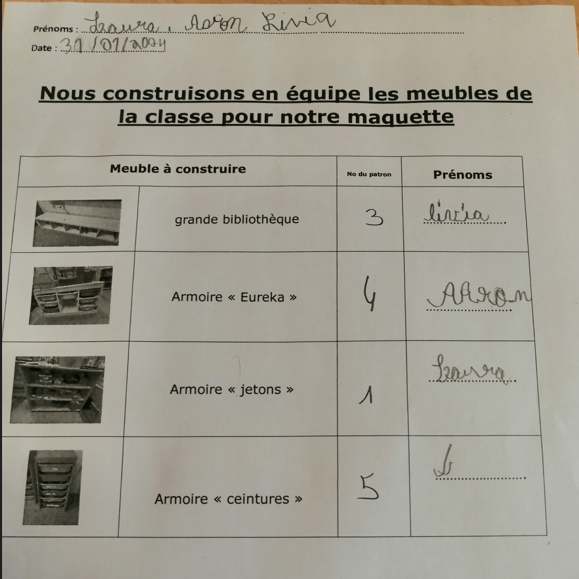 Prénoms : Laura, Aaron Livia
Date : 31/01/2024
Nous construisons en équipe les meubles de
la classe pour notre maquette
Meuble à construire No du patron Prénoms
grande bibliothèque 3 livia
Armoire « Eureka » 4 AAron
Armoire « jetons » 1 Laura
Armoire « ceintures » 5